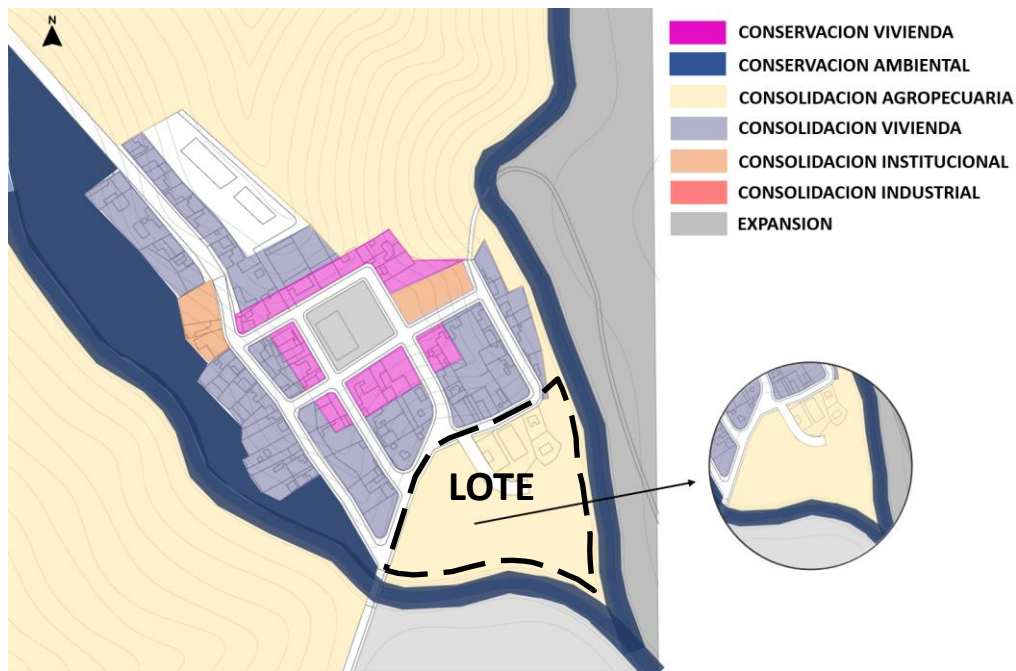 N
CONSERVACION VIVIENDA
CONSERVACION AMBIENTAL
CONSOLIDACION AGROPECUARIA
CONSOLIDACION VIVIENDA
CONSOLIDACION INSTITUCIONAL
CONSOLIDACION INDUSTRIAL
EXPANSION
LOTE